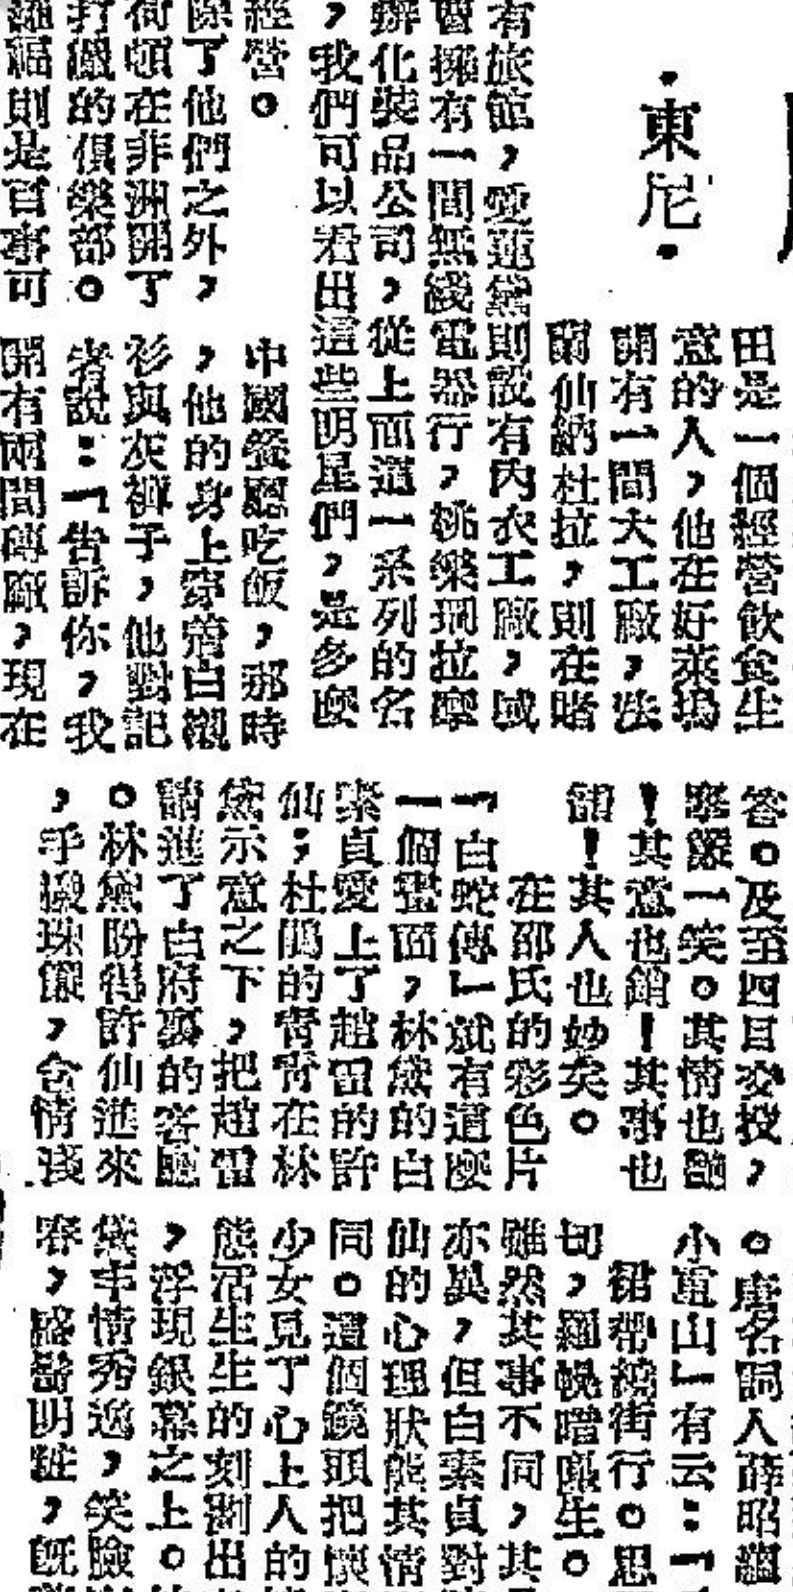 ·東尼·
田是一個經營飲食生
意的人，他在好萊塢
開有一間大工廠，法
蘭仙納杜拉，則在賭
有旅館，愛蓮黛則設有內衣工廠，域
擁有一間無綫電器行，姚樂珊拉摩
辦化裝品公司，從上面這一系列的名
，我們可以看出這些明星們，是多麽
經營。
中國餐廳吃飯，那時
除了他們之外，
，他的身上穿着白襯
荷頓在非洲開了
衫與灰褲子，他對記
打獵的俱樂部。
者說：「告訴你，我
福則是百事可
開有兩間磚廠，現在
答。及至四目交投，
嫣然一笑。其情也艷
！其意也銷！其事也
韻！其人也妙矣。
在邵氏的彩色片
「白蛇傳」就有這麽
一個畫面，林黛的白
素貞愛上了趙雷的許
仙；杜鵑的青青在林
黛示意之下，把趙雷
請進了白府裏的客廳
。林黛盼得許仙進來
，手撥珠簾，含情淺
。唐名詞人薛昭蘊
小重山」有云：「
裙帶繞街行。思
切，羅幌暗塵生。
雖然其事不同，其
亦異，但白素貞對
仙的心理狀態其情
同。這個鏡頭把懷
少女見了心上人的
態活生生的刻劃出
，浮現銀幕之上。
黛丰情秀逸，笑臉
春，盛鬋明粧，既